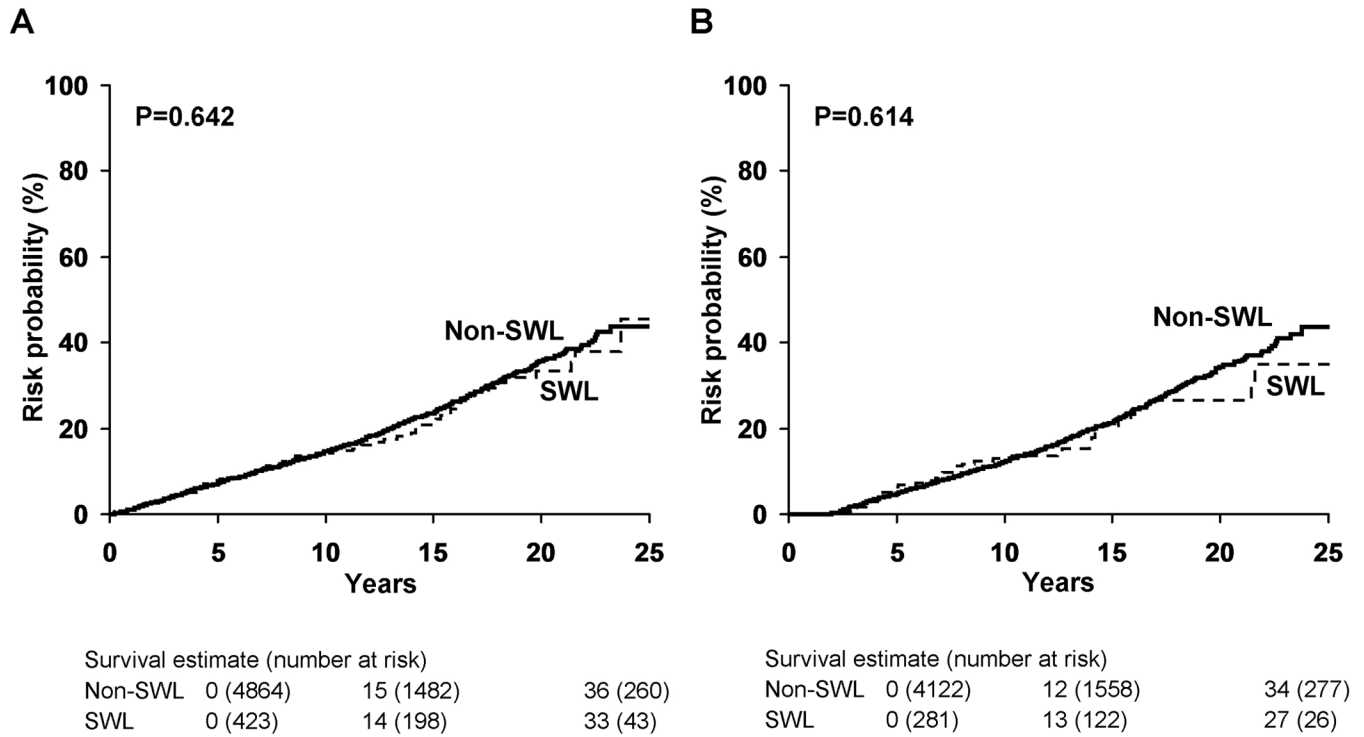 A
Risk probability (%)
100
80
60
40
20
0
P=0.642
Non-SWL
SWL
0 5 10 15 20 25
Years
Survival estimate (number at risk)
Non-SWL 0 (4864) 15 (1482) 36 (260)
SWL 0 (423) 14 (198) 33 (43)
B
Risk probability (%)
100
80
60
40
20
0
P=0.614
Non-SWL
SWL
0 5 10 15 20 25
Years
Survival estimate (number at risk)
Non-SWL 0 (4122) 12 (1558) 34 (277)
SWL 0 (281) 13 (122) 27 (26)